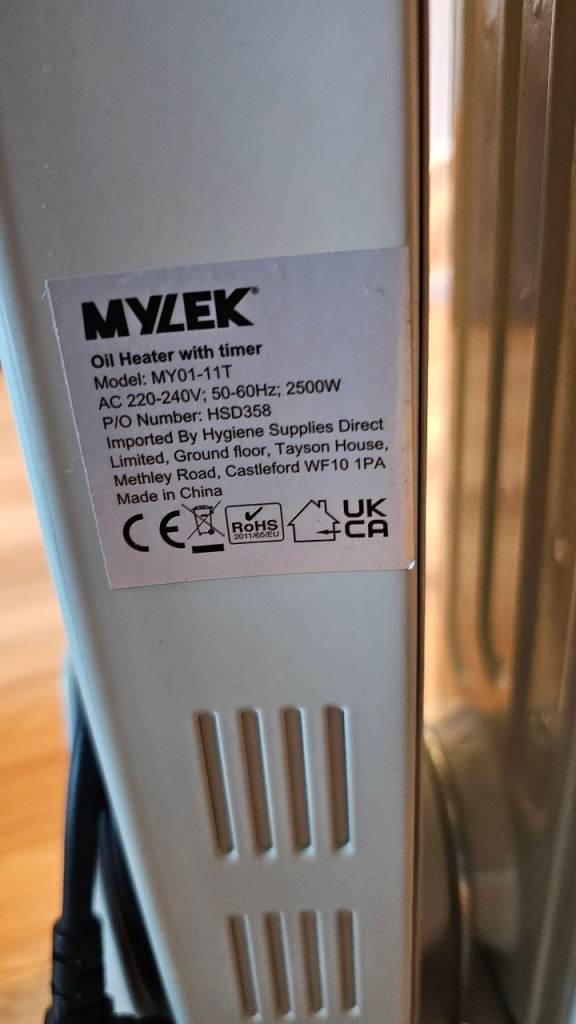 MYLEK®
Oil Heater with timer
Model: MY01-11T
AC 220-240V; 50-60Hz; 2500W
P/O Number: HSD358
Imported By Hygiene Supplies Direct
Limited, Ground floor, Tayson House,
Methley Road, Castleford WF10 1PA
Made in China
CE RoHS 2011/65/EU UK CA